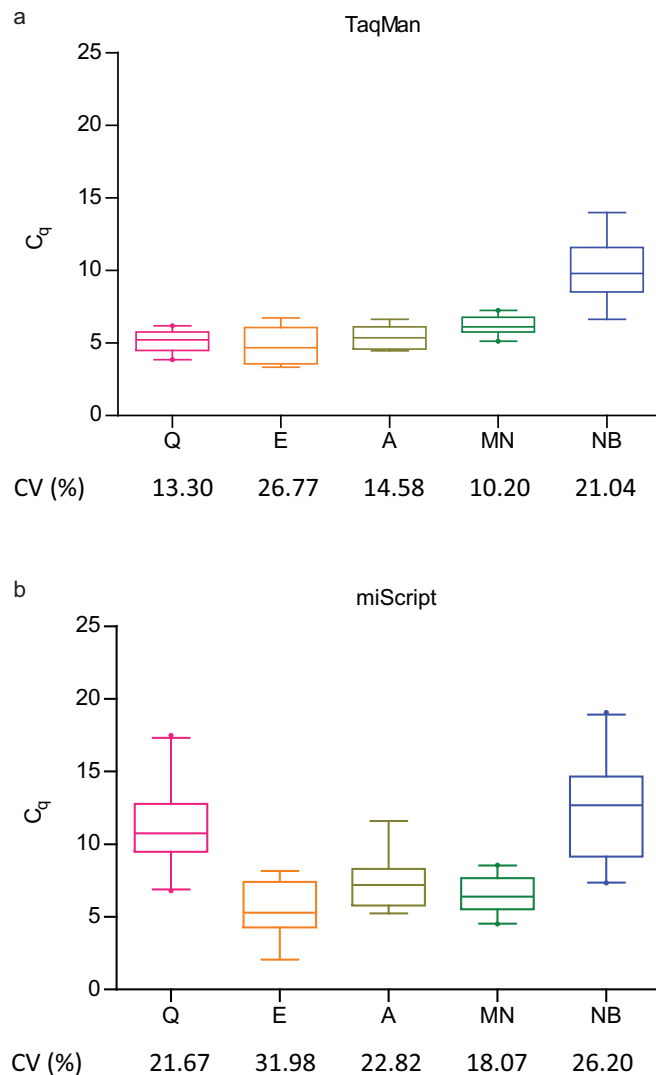 a
TaqMan
25
20
15
10
5
0
Cq
Q E A MN NB
CV (%) 13.30 26.77 14.58 10.20 21.04
b
miScript
25
20
15
10
5
0
Cq
Q E A MN NB
CV (%) 21.67 31.98 22.82 18.07 26.20